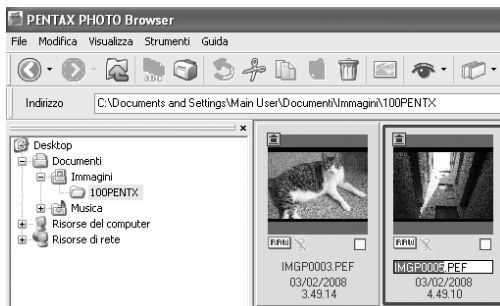 PENTAX PHOTO Browser
File Modifica Visualizza Strumenti Guida
abc
Indirizzo C:\Documents and Settings\Main User\Documenti\Immagini\100PENTX
x
Desktop
Documenti
Immagini
100PENTX
Musica
Risorse del computer
Risorse di rete
RAW
IMGP0003.PEF
03/02/2008
3.49.14
RAW
IMGP0005.PEF
03/02/2008
4.49.10